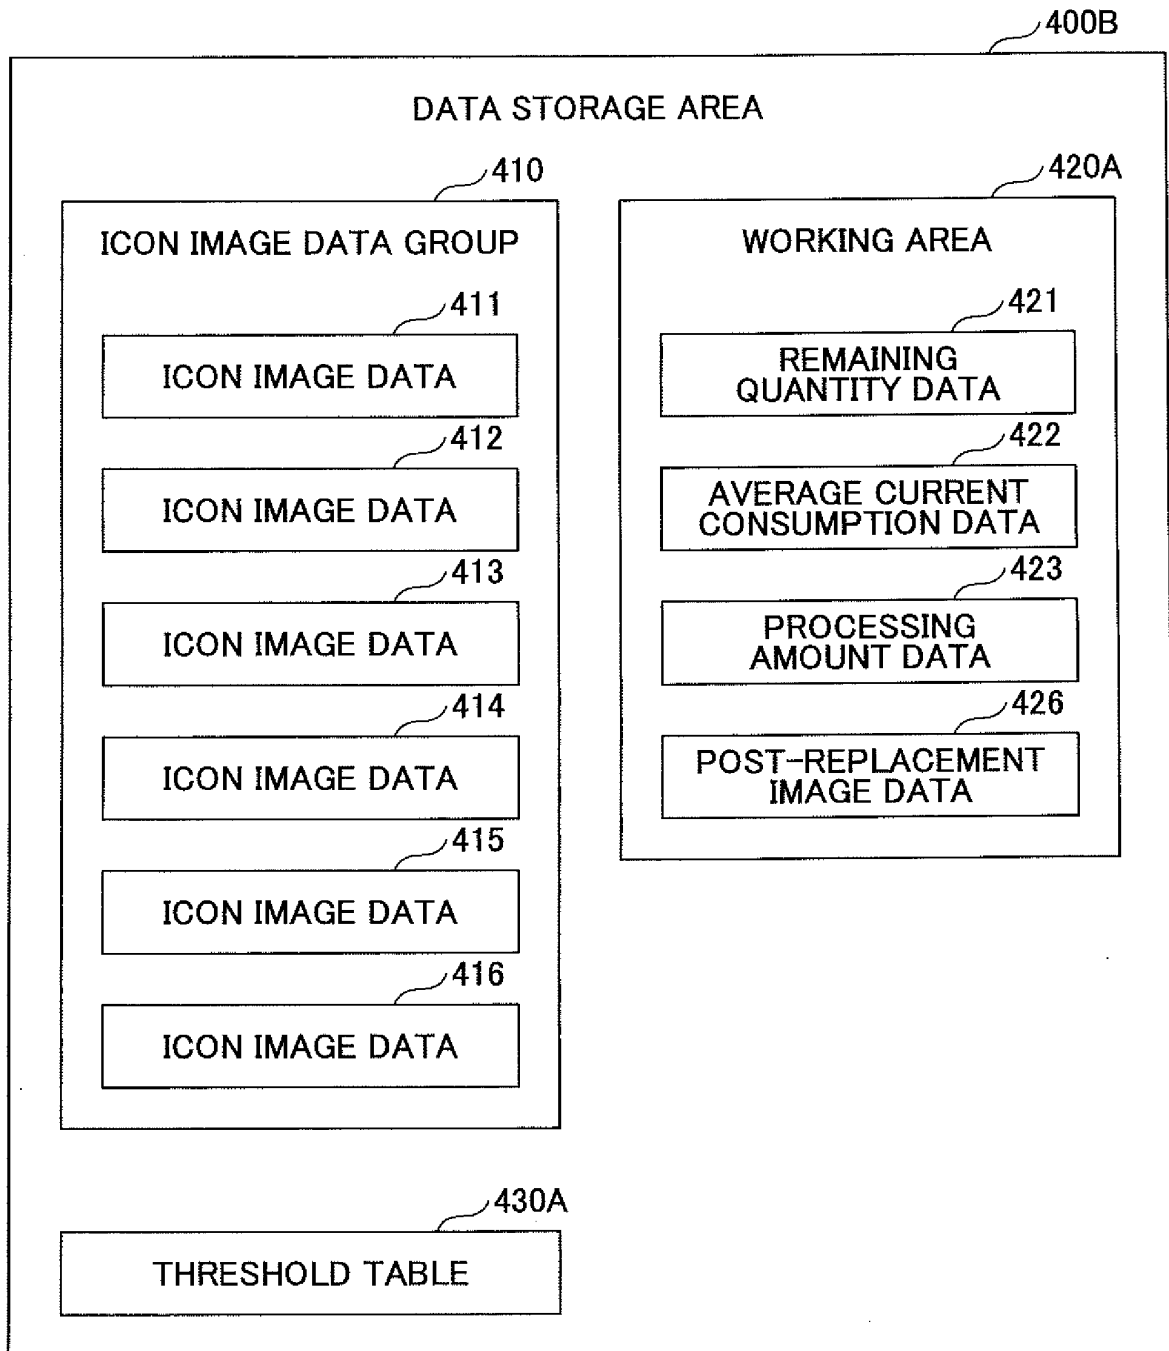 400B
DATA STORAGE AREA
410
ICON IMAGE DATA GROUP
411
ICON IMAGE DATA
412
ICON IMAGE DATA
413
ICON IMAGE DATA
414
ICON IMAGE DATA
415
ICON IMAGE DATA
416
ICON IMAGE DATA
420A
WORKING AREA
421
REMAINING
QUANTITY DATA
422
AVERAGE CURRENT
CONSUMPTION DATA
423
PROCESSING
AMOUNT DATA
426
POST-REPLACEMENT
IMAGE DATA
430A
THRESHOLD TABLE